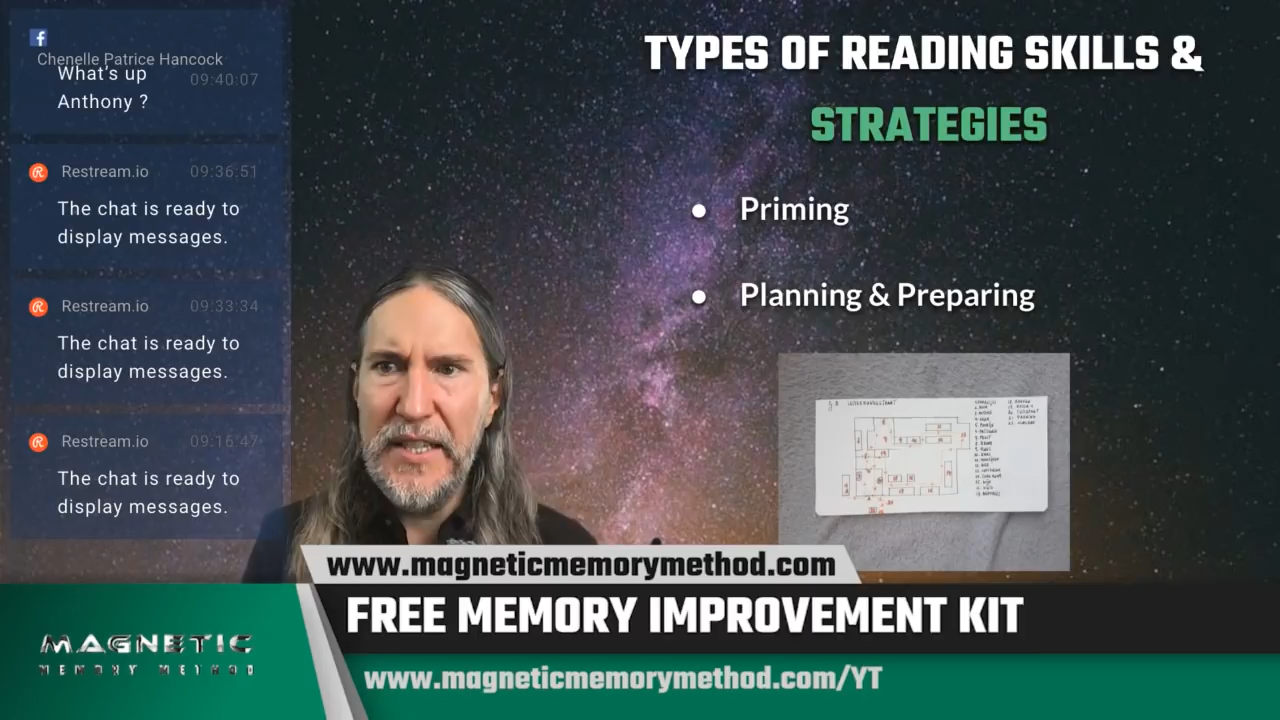 Chenelle Patrice Hancock
What's up 09:40:07
Anthony ?
Restream.io 09:36:51
The chat is ready to
display messages.
Restream.io 09:33:34
The chat is ready to
display messages.
Restream.io 09:16:47
The chat is ready to
display messages.
TYPES OF READING SKILLS &
STRATEGIES
• Priming
• Planning & Preparing
www.magneticmemorymethod.com
FREE MEMORY IMPROVEMENT KIT
MAGNETIC
MEMORY METHOD
www.magneticmemorymethod.com/YT